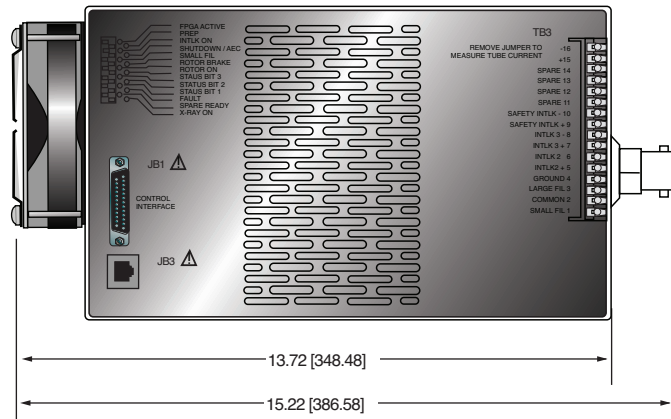 FPGA ACTIVE
PREP
INTLK ON
SHUTDOWN / AEC
SMALL FIL
ROTOR BRAKE
ROTOR ON
STAUS BIT 3
STATUS BIT 2
STAUS BIT 1
FAULT
SPARE READY
X-RAY ON
JB1
CONTROL
INTERFACE
JB3
TB3
REMOVE JUMPER TO -16
MEASURE TUBE CURRENT +15
SPARE 14
SPARE 13
SPARE 12
SPARE 11
SAFETY INTLK - 10
SAFETY INTLK + 9
INTLK 3 - 8
INTLK 3 + 7
INTLK 2 6
INTLK2 + 5
GROUND 4
LARGE FIL 3
COMMON 2
SMALL FIL 1
13.72 [348.48]
15.22 [386.58]